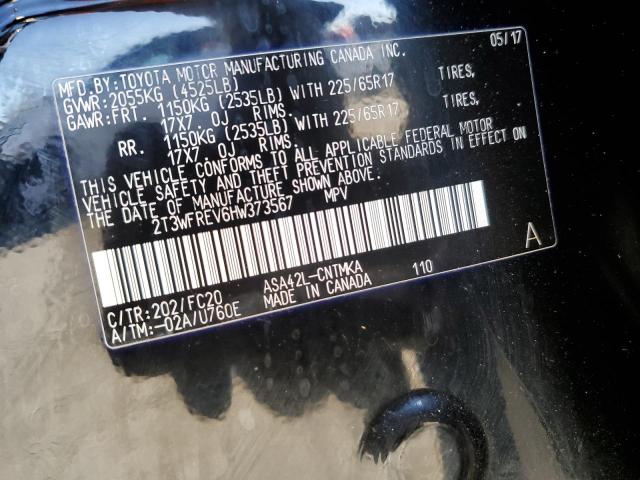 MFD.BY:TOYOTA MOTOR MANUFACTURING CANADA INC. 05/17
GVWR:2055KG (4525LB)
GAWR:FRT. 1150KG (2535LB) WITH 225/65R17 TIRES,
17X7.0J RIMS.
RR. 1150KG (2535LB) WITH 225/65R17 TIRES,
17X7.0J RIMS.
THIS VEHICLE CONFORMS TO ALL APPLICABLE FEDERAL MOTOR
VEHICLE SAFETY AND THEFT PREVENTION STANDARDS IN EFFECT ON
THE DATE OF MANUFACTURE SHOWN ABOVE.
2T3WFREV6HW373567 MPV
A
C/TR:202/FC20 ASA42L-CNTMKA 110
A/TM:-02A/U760E MADE IN CANADA